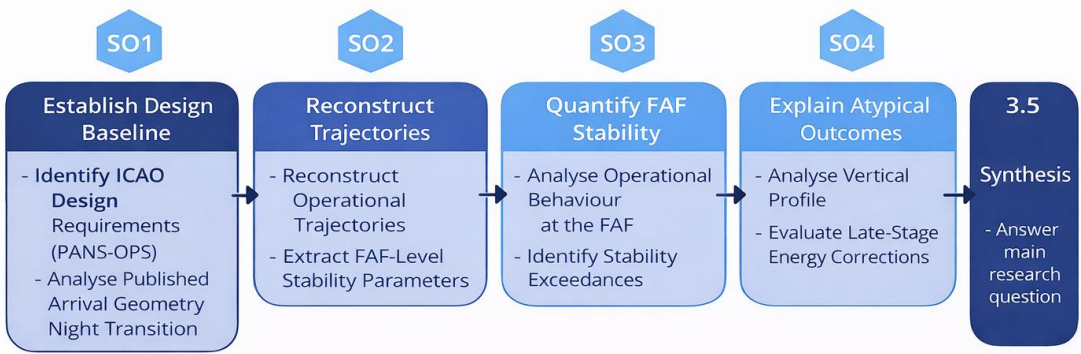 SO1
Establish Design
Baseline
- Identify ICAO
Design
Requirements
(PANS-OPS)
- Analyse Published
Arrival Geometry
Night Transition
SO2
Reconstruct
Trajectories
- Reconstruct
Operational
Trajectories
- Extract FAF-Level
Stability Parameters
SO3
Quantify FAF
Stability
- Analyse Operational
Behaviour
at the FAF
- Identify Stability
Exceedances
SO4
Explain Atypical
Outcomes
- Analyse Vertical
Profile
- Evaluate Late-Stage
Energy Corrections
3.5
Synthesis
- Answer
main
research
question